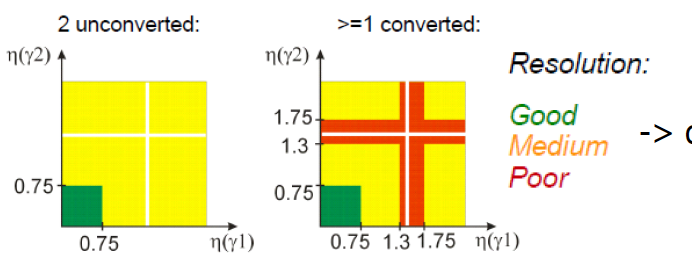 2 unconverted:
η(γ2)
0.75
0.75
η(γ1)
>=1 converted:
η(γ2)
1.75
1.3
0.75
0.75 1.3 1.75 η(γ1)
Resolution:
Good
Medium
Poor
->